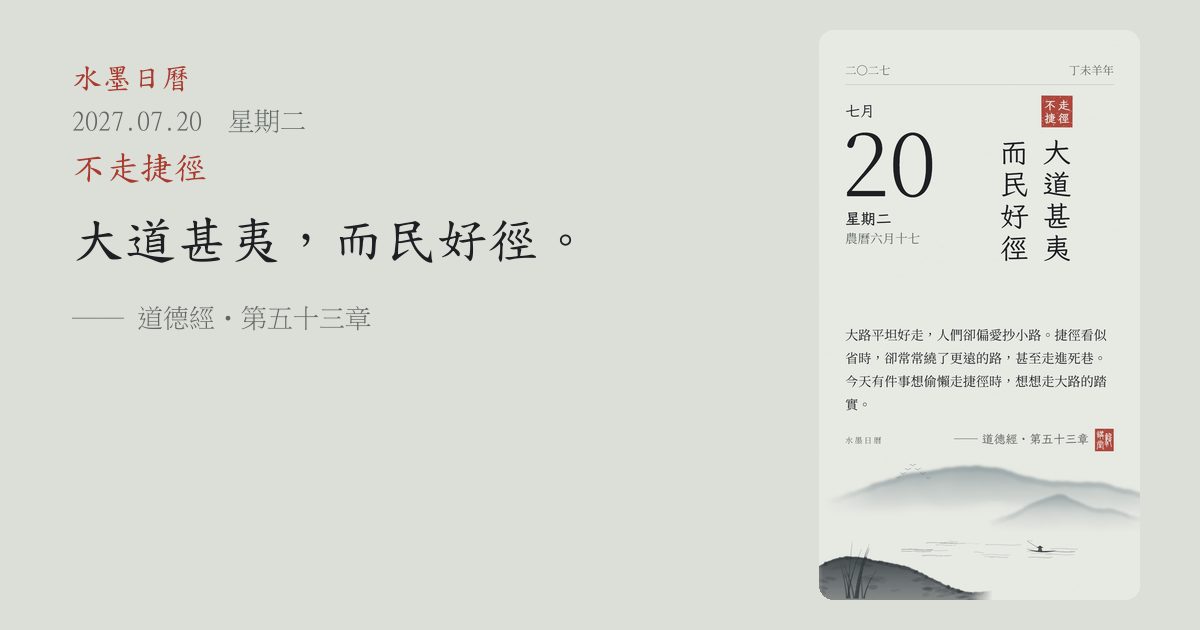 水墨日曆
2027.07.20 星期二
不走捷徑
大道甚夷，而民好徑。
—— 道德經・第五十三章
二〇二七
丁未羊年
七月
20
星期二
農曆六月十七
不走捷徑
大道甚夷
而民好徑
大路平坦好走，人們卻偏愛抄小路。捷徑看似
省時，卻常常繞了更遠的路，甚至走進死巷。
今天有件事想偷懶走捷徑時，想想走大路的踏
實。
水墨日曆
—— 道德經・第五十三章